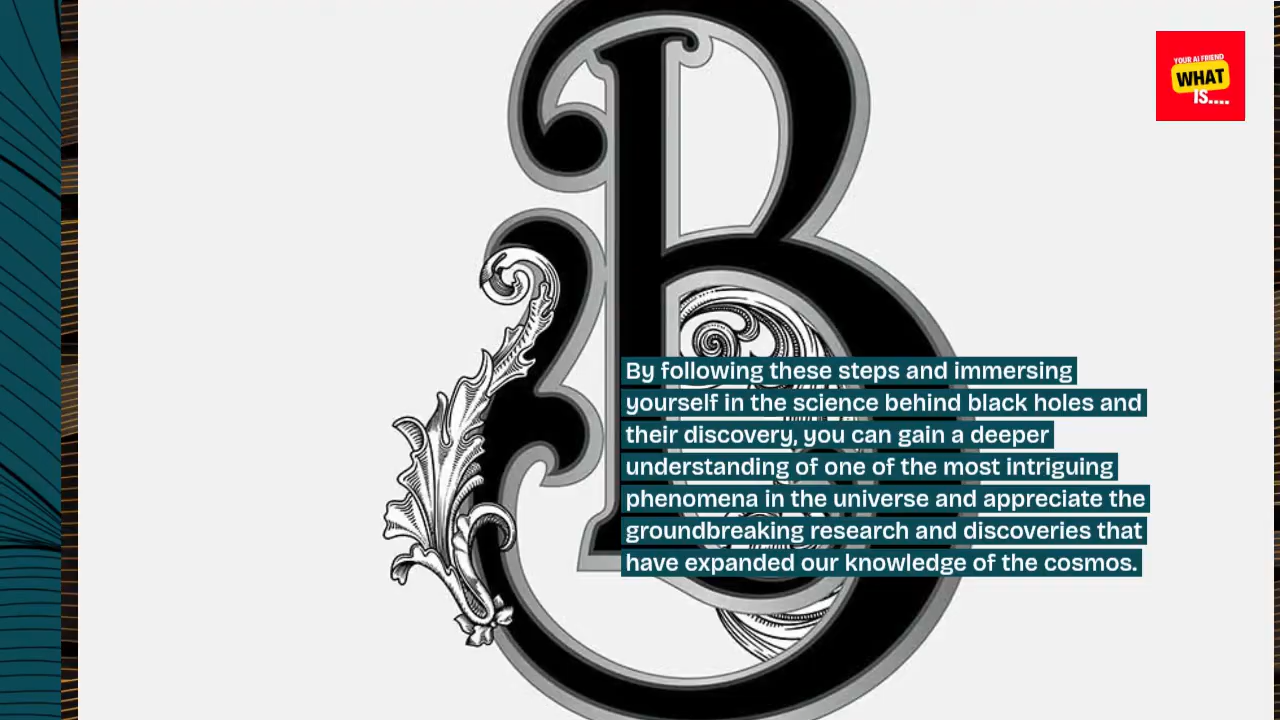 YOUR AI FRIEND
WHAT
IS....
B
By following these steps and immersing
yourself in the science behind black holes and
their discovery, you can gain a deeper
understanding of one of the most intriguing
phenomena in the universe and appreciate the
groundbreaking research and discoveries that
have expanded our knowledge of the cosmos.